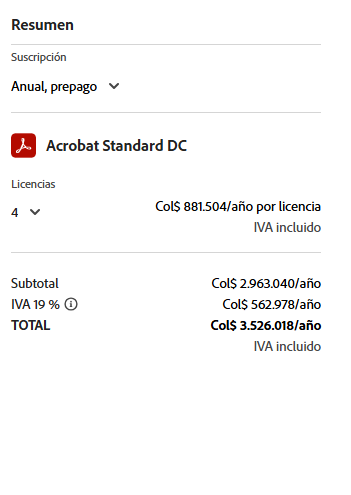 Resumen
Suscripción
Anual, prepago
Acrobat Standard DC
Licencias
4
Col$ 881.504/año por licencia
IVA incluido
Subtotal Col$ 2.963.040/año
IVA 19 % Col$ 562.978/año
TOTAL Col$ 3.526.018/año
IVA incluido